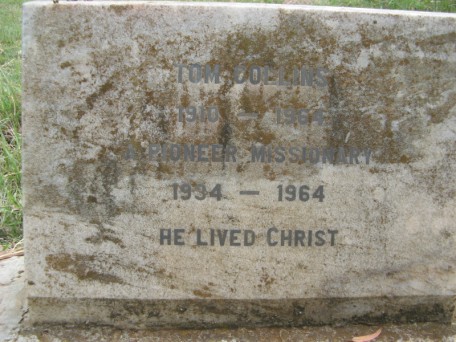 TOM COLLINS
1910 — 1964
A PIONEER MISSIONARY
1934 — 1964
HE LIVED CHRIST